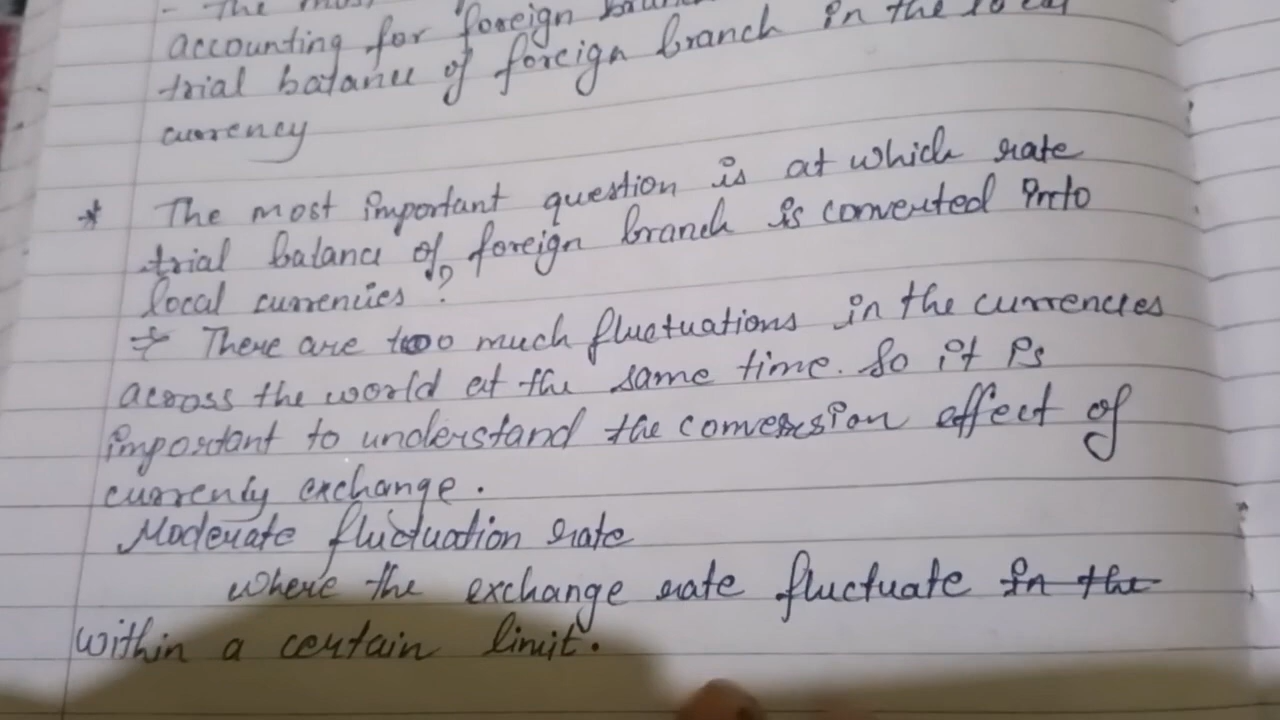 - The most
accounting for foreign
trial balance of foreign branch in the local
currency
* The most important question is at which rate
trial balance of foreign branch is converted into
local currencies?
→ There are too much fluctuations in the currencies
across the world at the same time. So it is
important to understand the conversion effect of
currency exchange.
Moderate fluctuation rate
where the exchange rate fluctuate in the
within a certain limit.